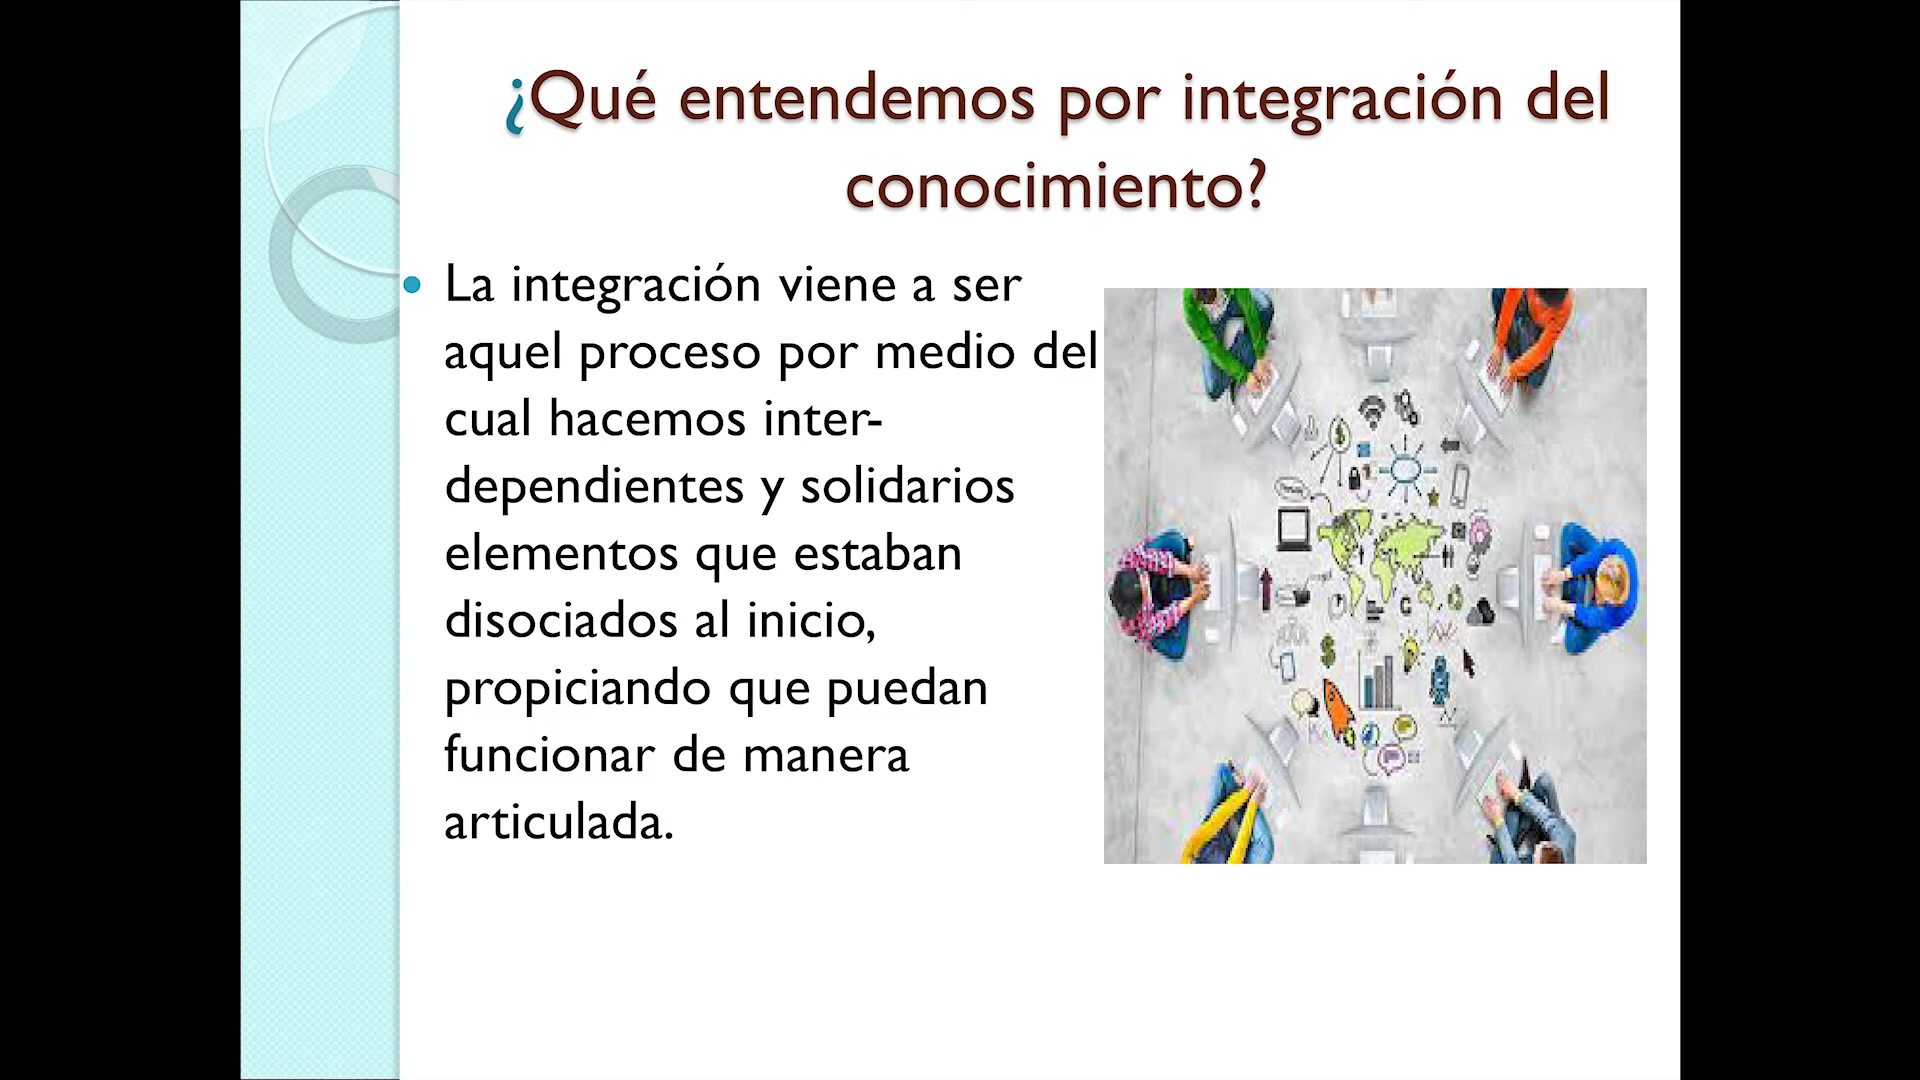 ¿Qué entendemos por integración del
conocimiento?
• La integración viene a ser
aquel proceso por medio del
cual hacemos inter-
dependientes y solidarios
elementos que estaban
disociados al inicio,
propiciando que puedan
funcionar de manera
articulada.